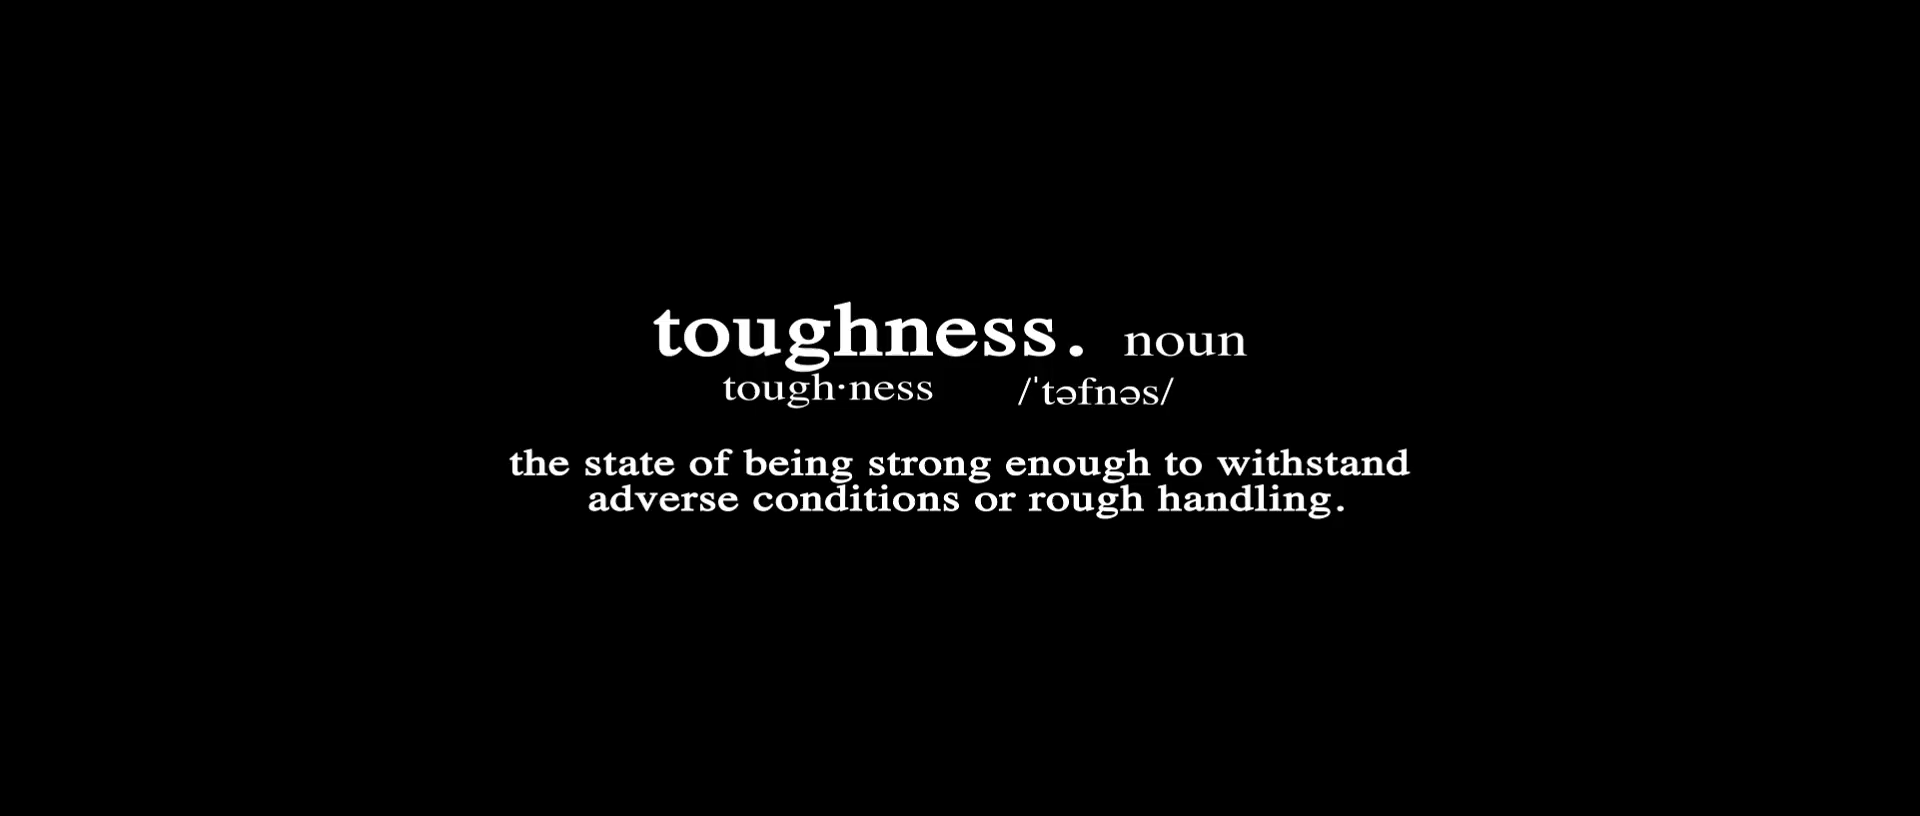 toughness. noun
tough·ness /ˈtəfnəs/
the state of being strong enough to withstand
adverse conditions or rough handling.